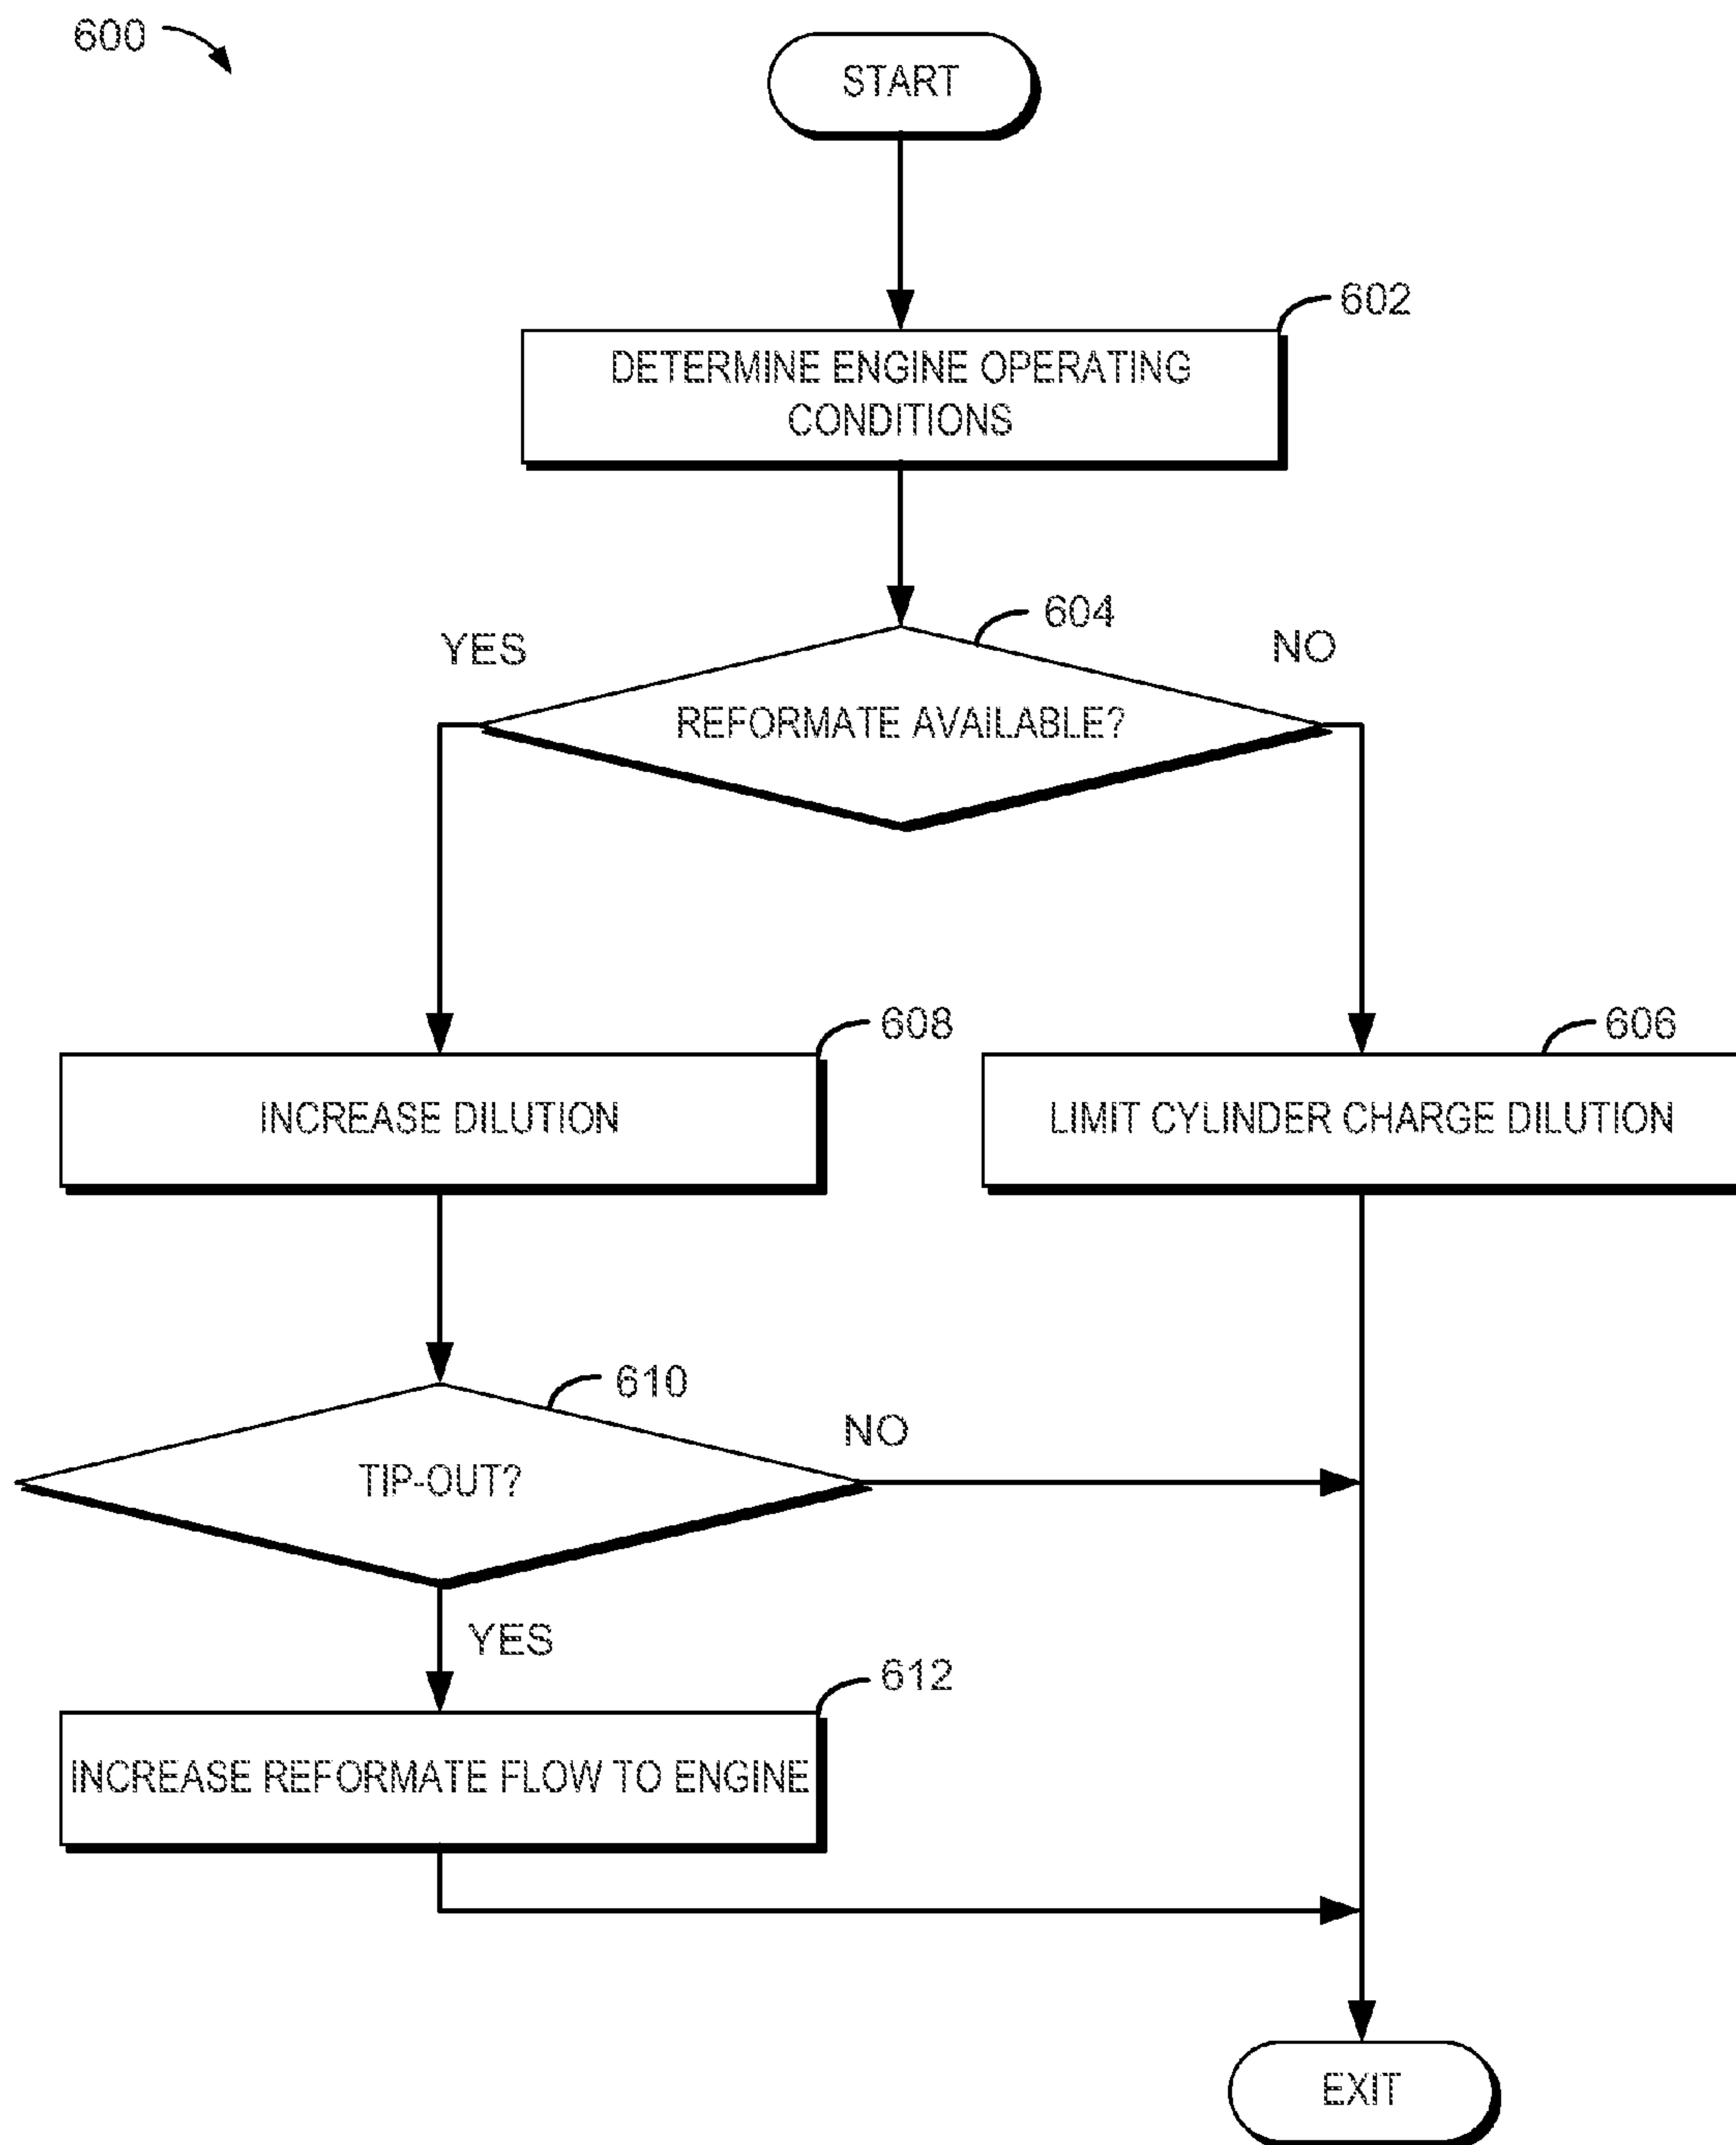 600
START
602
DETERMINE ENGINE OPERATING
CONDITIONS
604
YES
NO
REFORMATE AVAILABLE?
608
606
INCREASE DILUTION
LIMIT CYLINDER CHARGE DILUTION
610
NO
TIP-OUT?
YES
612
INCREASE REFORMATE FLOW TO ENGINE
EXIT